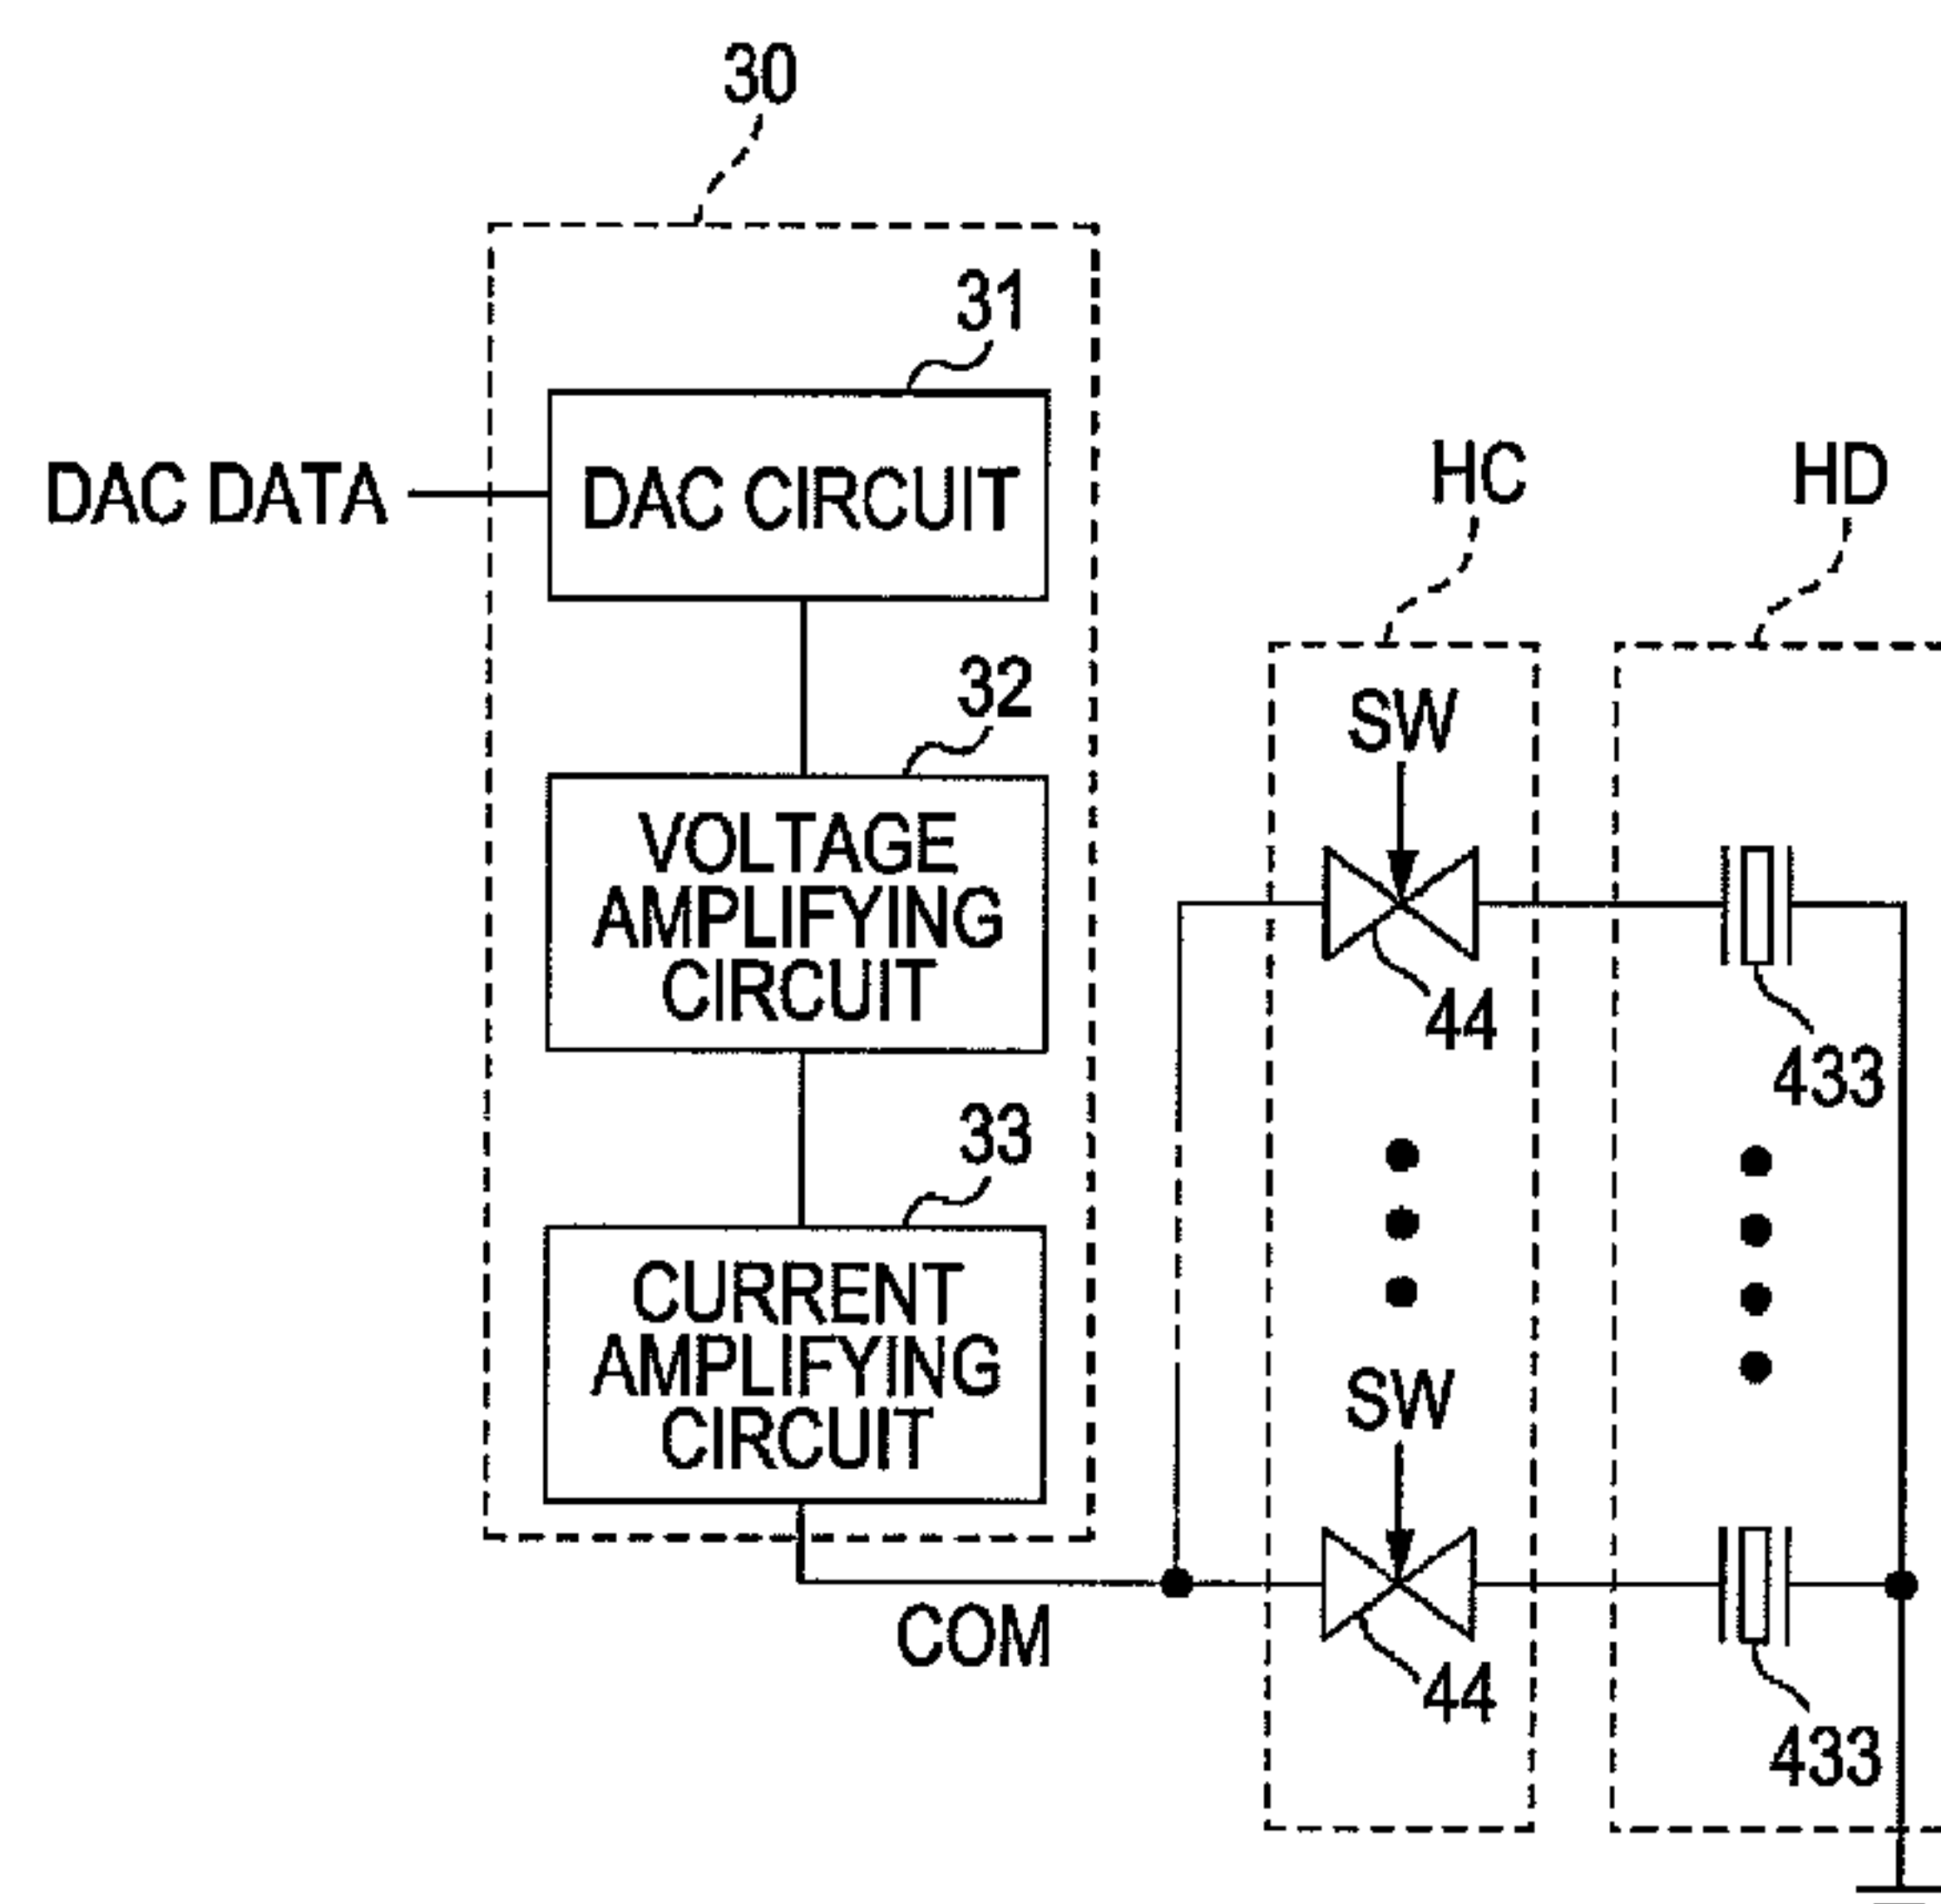 30
31
DAC DATA
DAC CIRCUIT
HC
HD
32
SW
VOLTAGE
AMPLIFYING
CIRCUIT
44
433
33
CURRENT
AMPLIFYING
CIRCUIT
SW
COM
44
433